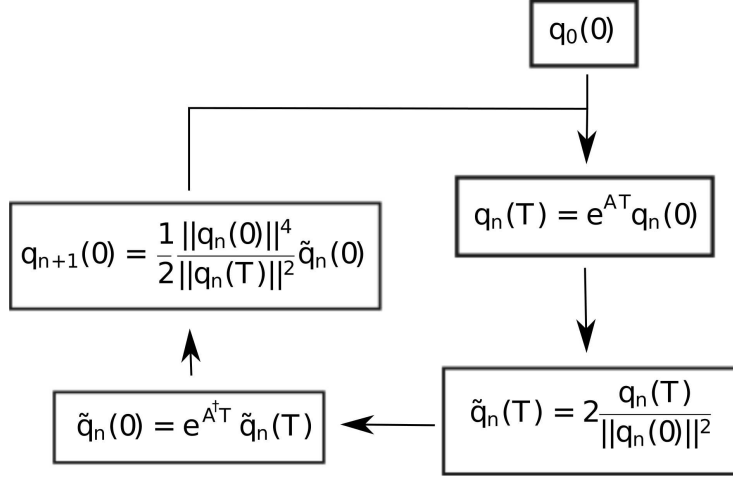 q₀(0)
qₙ(T) = e^{AT}qₙ(0)
q̃ₙ(T) = 2 qₙ(T) / ||qₙ(0)||²
q̃ₙ(0) = e^{A†T} q̃ₙ(T)
qₙ₊₁(0) = 1/2 ||qₙ(0)||⁴ / ||qₙ(T)||² q̃ₙ(0)